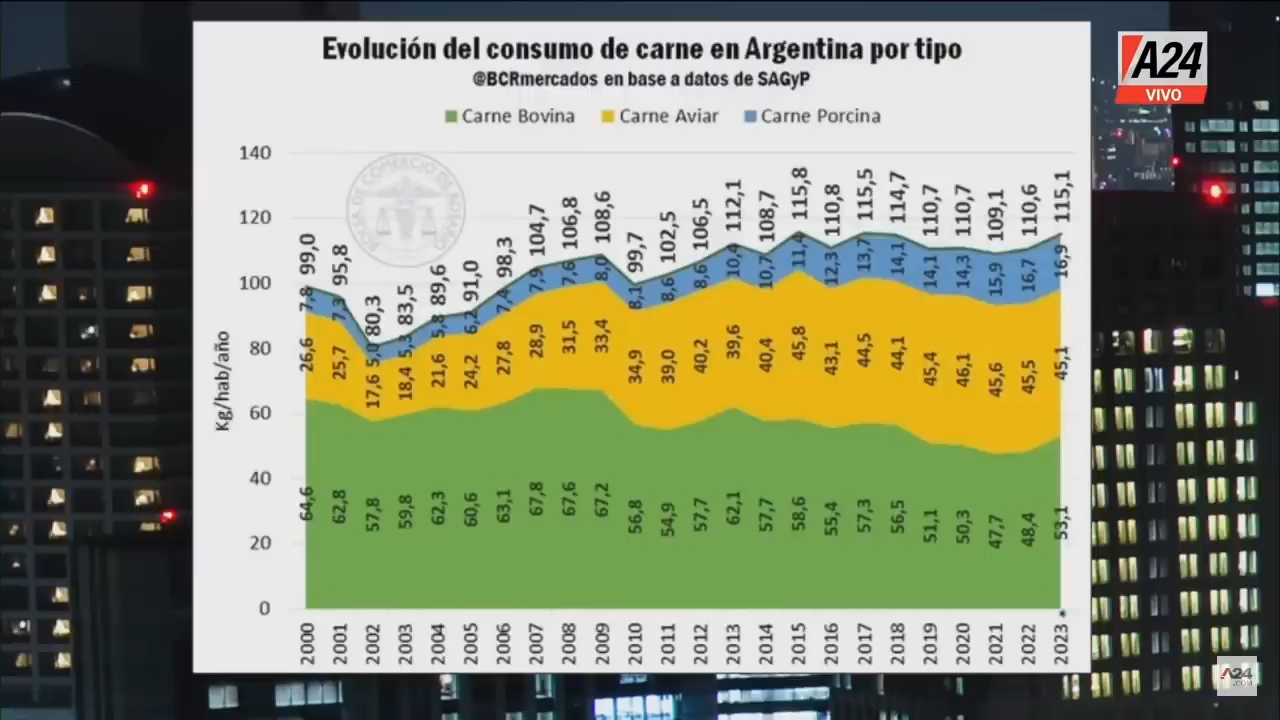 Evolución del consumo de carne en Argentina por tipo
@BCRmercados en base a datos de SAGyP
A24
VIVO
Carne Bovina Carne Aviar Carne Porcina
BOLSA DE COMERCIO DE ROSARIO
Kg/hab/año
140
120
100
80
60
40
20
0
99,0 95,8 80,3 83,5 89,6 91,0 98,3 104,7 106,8 108,6 99,7 102,5 106,5 112,1 108,7 115,8 110,8 115,5 114,7 110,7 110,7 109,1 110,6 115,1
7,8 7,3 5,0 5,3 5,8 6,2 7,4 7,9 7,6 8,0 8,1 8,6 8,6 10,4 10,7 11,4 12,3 13,7 14,1 14,1 14,3 15,9 16,7 16,9
26,6 25,7 17,6 18,4 21,6 24,2 27,8 28,9 31,5 33,4 34,9 39,0 40,2 39,6 40,4 45,8 43,1 44,5 44,1 45,4 46,1 45,6 45,5 45,1
64,6 62,8 57,8 59,8 62,3 60,6 63,1 67,8 67,6 67,2 56,8 54,9 57,7 62,1 57,7 58,6 55,4 57,3 56,5 51,1 50,3 47,7 48,4 53,1
2000 2001 2002 2003 2004 2005 2006 2007 2008 2009 2010 2011 2012 2013 2014 2015 2016 2017 2018 2019 2020 2021 2022 2023*
A24
.COM